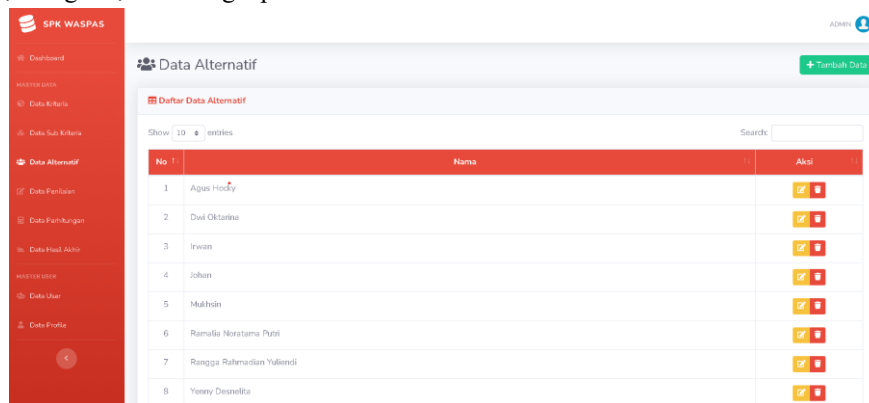 SPK WASPAS
ADMIN
Dashboard
MASTER DATA
Data Kriteria
Data Sub Kriteria
Data Alternatif
Data Penilaian
Data Perhitungan
Data Hasil Akhir
MASTER USER
Data User
Data Profile
Data Alternatif
+ Tambah Data
Daftar Data Alternatif
Show 10 entries
Search:
No Nama Aksi
1 Agus Hocky
2 Dwi Oktarina
3 Irwan
4 Johan
5 Mukhsin
6 Ramalia Noratama Putri
7 Rangga Rahmadian Yuliendi
8 Yenny Desnelita